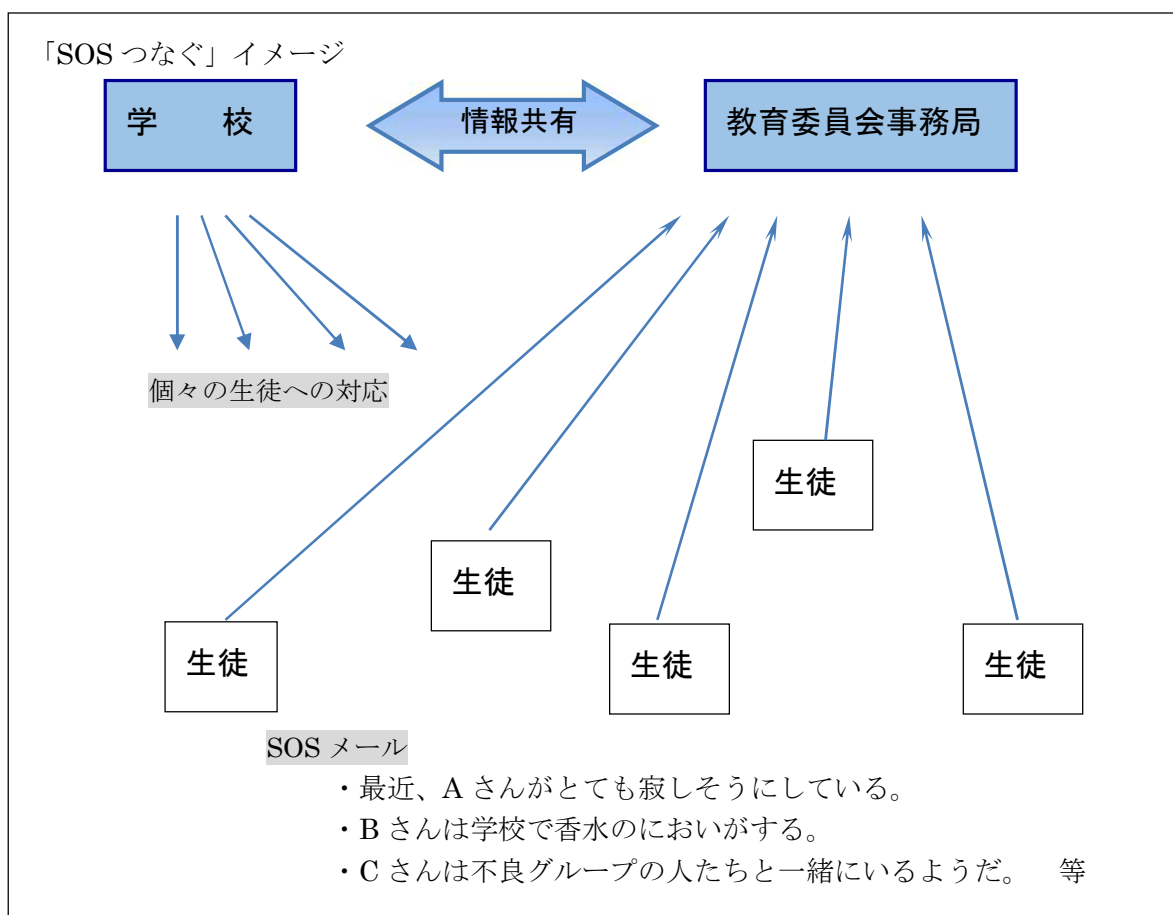 「SOS つなぐ」イメージ
学　　校
情報共有
教育委員会事務局
個々の生徒への対応
生徒
生徒
生徒
生徒
生徒
SOS メール
・最近、A さんがとても寂しそうにしている。
・B さんは学校で香水のにおいがする。
・C さんは不良グループの人たちと一緒にいるようだ。　等